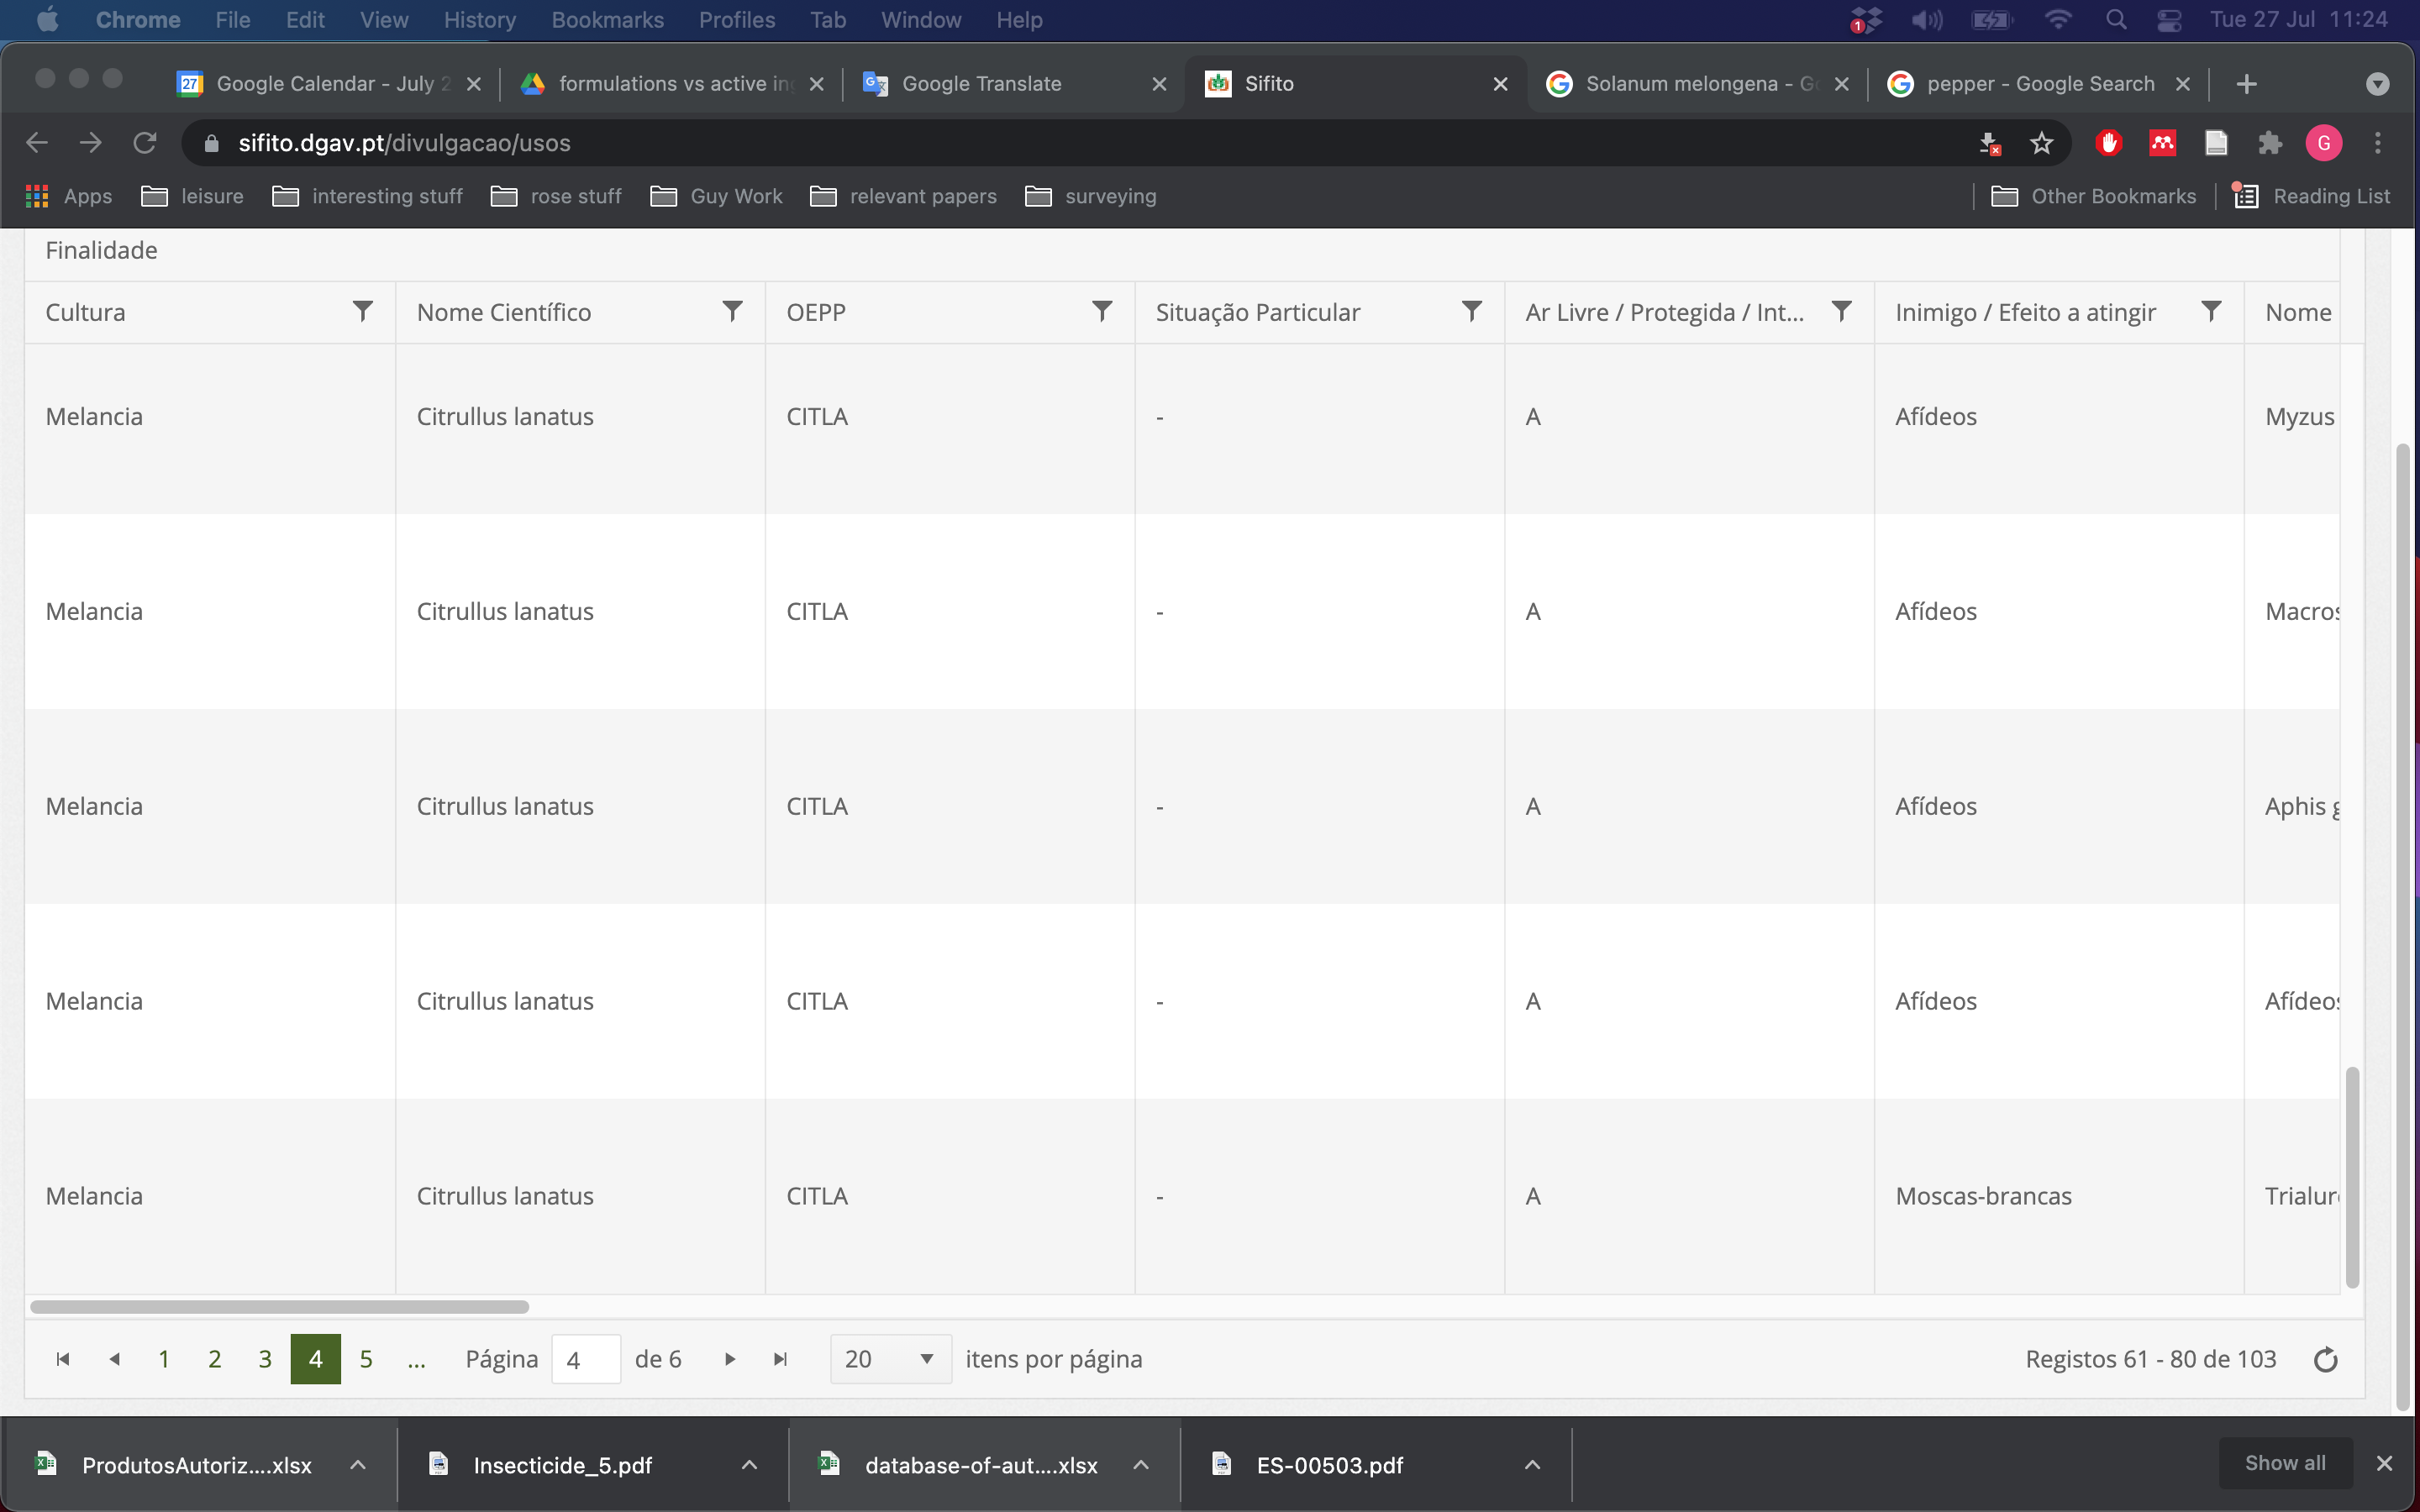 Chrome File Edit View History Bookmarks Profiles Tab Window Help 1 Tue 27 Jul 11:24
27 Google Calendar - July 2 formulations vs active in Google Translate Sifito Solanum melongena - G pepper - Google Search
sifito.dgav.pt/divulgacao/usos G
Apps leisure interesting stuff rose stuff Guy Work relevant papers surveying Other Bookmarks Reading List
Finalidade
Cultura Nome Científico OEPP Situação Particular Ar Livre / Protegida / Int... Inimigo / Efeito a atingir Nome
Melancia Citrullus lanatus CITLA - A Afídeos Myzus
Melancia Citrullus lanatus CITLA - A Afídeos Macros
Melancia Citrullus lanatus CITLA - A Afídeos Aphis g
Melancia Citrullus lanatus CITLA - A Afídeos Afídeos
Melancia Citrullus lanatus CITLA - A Moscas-brancas Trialur
1 2 3 4 5 ... Página 4 de 6 20 itens por página Registos 61 - 80 de 103
ProdutosAutoriz....xlsx Insecticide_5.pdf database-of-aut....xlsx ES-00503.pdf Show all